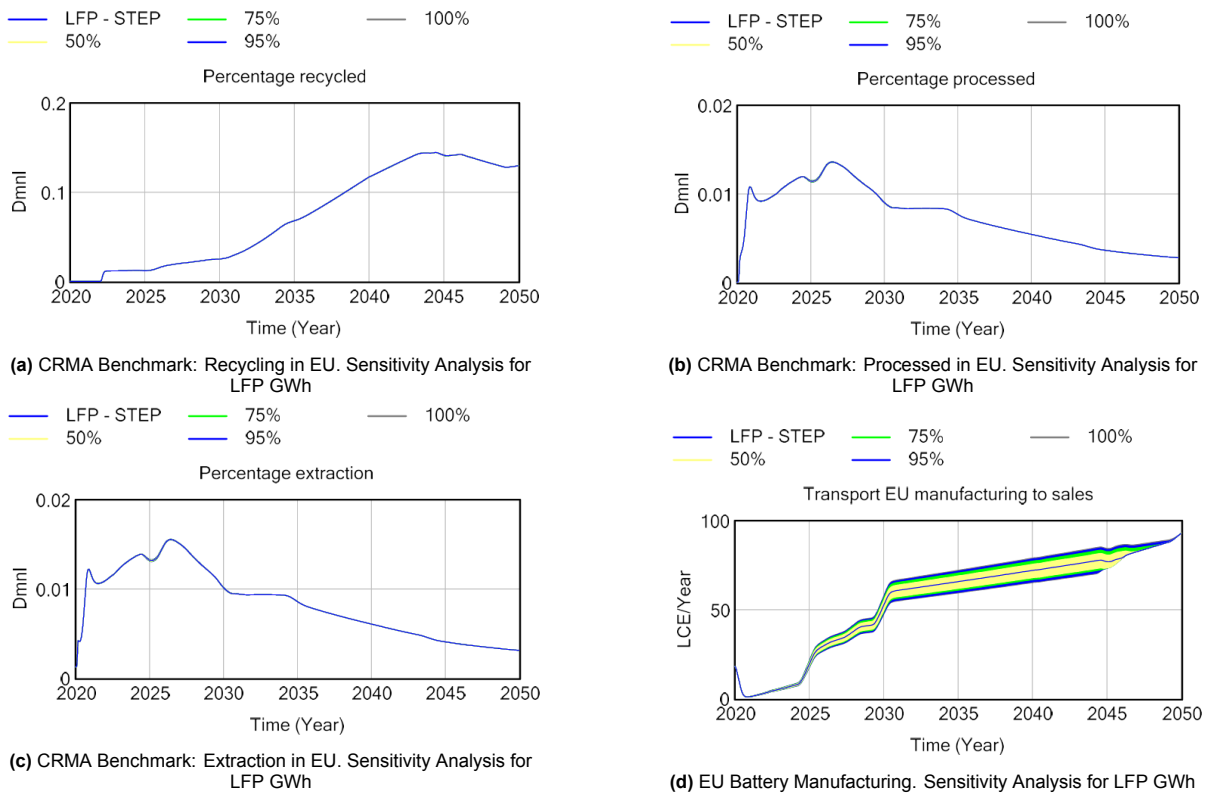 LFP - STEP 75% 100%
50% 95%
Percentage recycled
0.2
0.1
0
Dmnl
2020 2025 2030 2035 2040 2045 2050
Time (Year)
(a) CRMA Benchmark: Recycling in EU. Sensitivity Analysis for
LFP GWh
LFP - STEP 75% 100%
50% 95%
Percentage processed
0.02
0.01
0
Dmnl
2020 2025 2030 2035 2040 2045 2050
Time (Year)
(b) CRMA Benchmark: Processed in EU. Sensitivity Analysis for
LFP GWh
LFP - STEP 75% 100%
50% 95%
Percentage extraction
0.02
0.01
0
Dmnl
2020 2025 2030 2035 2040 2045 2050
Time (Year)
(c) CRMA Benchmark: Extraction in EU. Sensitivity Analysis for
LFP GWh
LFP - STEP 75% 100%
50% 95%
Transport EU manufacturing to sales
100
50
0
LCE/Year
2020 2025 2030 2035 2040 2045 2050
Time (Year)
(d) EU Battery Manufacturing. Sensitivity Analysis for LFP GWh